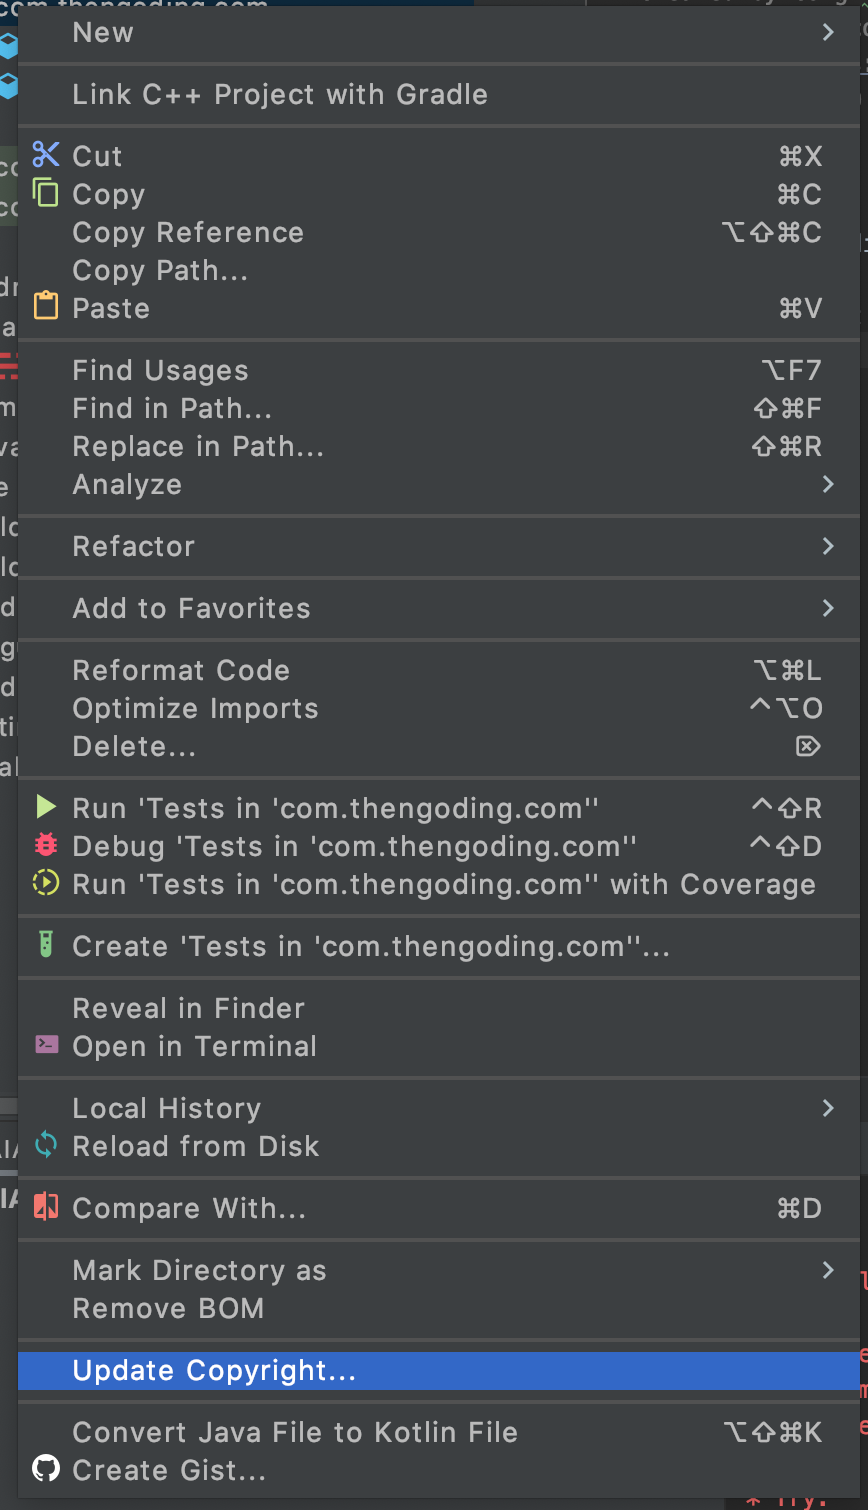 New
Link C++ Project with Gradle
Cut ⌘X
Copy ⌘C
Copy Reference ⌥⇧⌘C
Copy Path...
Paste ⌘V
Find Usages ⌥F7
Find in Path... ⇧⌘F
Replace in Path... ⇧⌘R
Analyze
Refactor
Add to Favorites
Reformat Code ⌥⌘L
Optimize Imports ^⌥O
Delete... ⌦
Run 'Tests in 'com.thengoding.com'' ^⇧R
Debug 'Tests in 'com.thengoding.com'' ^⇧D
Run 'Tests in 'com.thengoding.com'' with Coverage
Create 'Tests in 'com.thengoding.com''...
Reveal in Finder
Open in Terminal
Local History
Reload from Disk
Compare With... ⌘D
Mark Directory as
Remove BOM
Update Copyright...
Convert Java File to Kotlin File ⌥⇧⌘K
Create Gist...